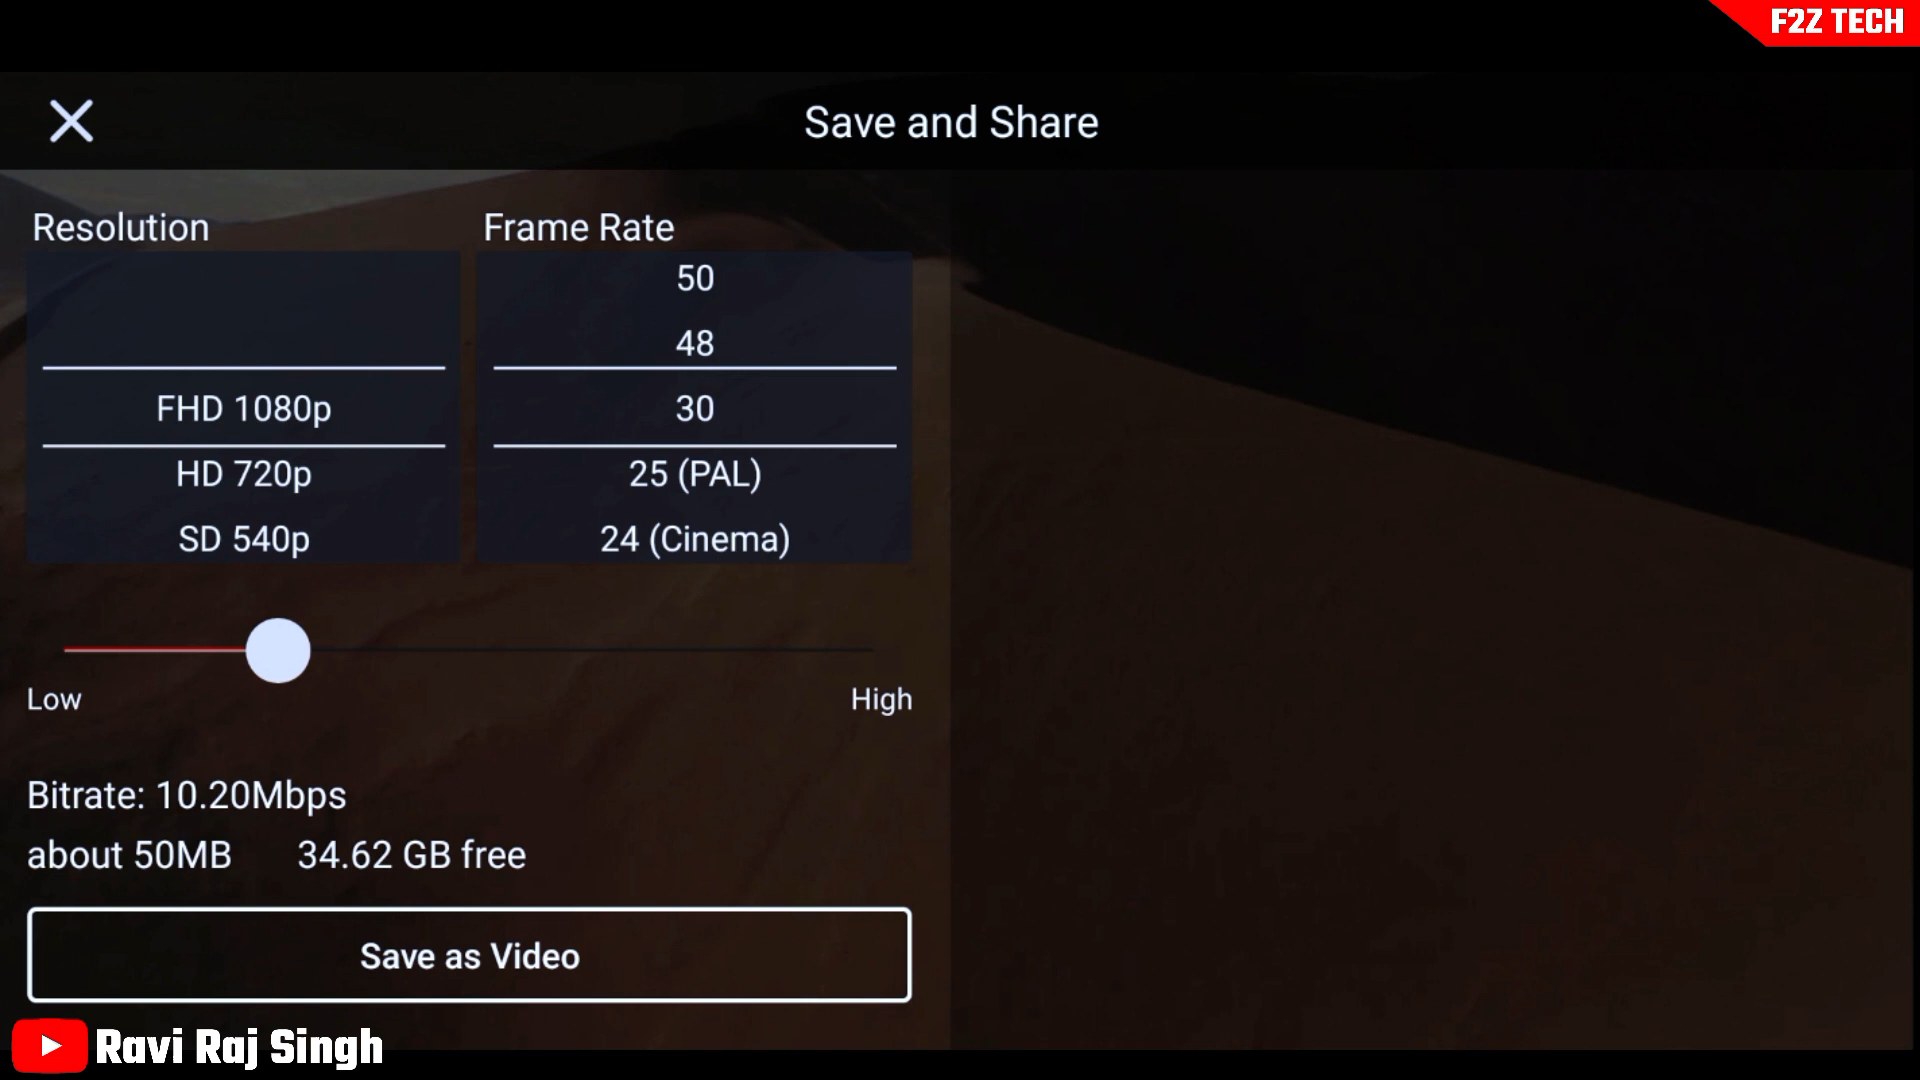 F2Z TECH
Save and Share
Resolution
Frame Rate
50
48
FHD 1080p
30
HD 720p
25 (PAL)
SD 540p
24 (Cinema)
Low
High
Bitrate: 10.20Mbps
about 50MB 34.62 GB free
Save as Video
Ravi Raj Singh